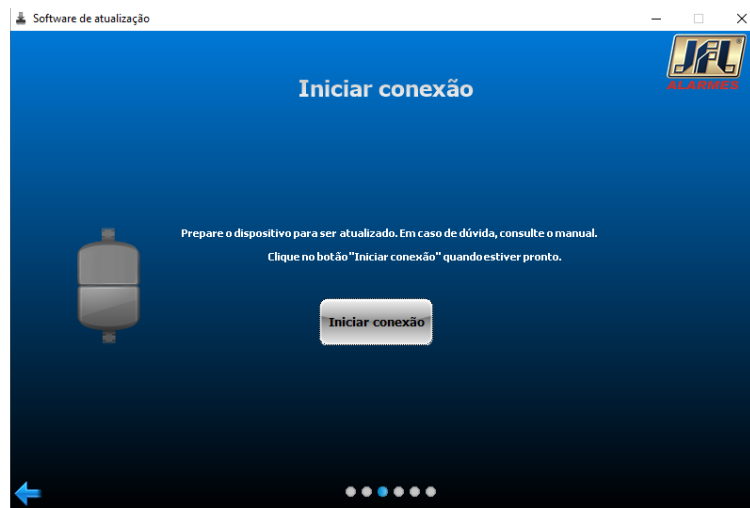 Software de atualização
JFL
ALARMES
Iniciar conexão
Prepare o dispositivo para ser atualizado. Em caso de dúvida, consulte o manual.
Clique no botão "Iniciar conexão" quando estiver pronto.
Iniciar conexão